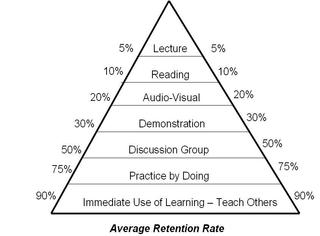 5% Lecture 5%
10% Reading 10%
20% Audio-Visual 20%
30% Demonstration 30%
50% Discussion Group 50%
75% Practice by Doing 75%
90% Immediate Use of Learning – Teach Others 90%
Average Retention Rate